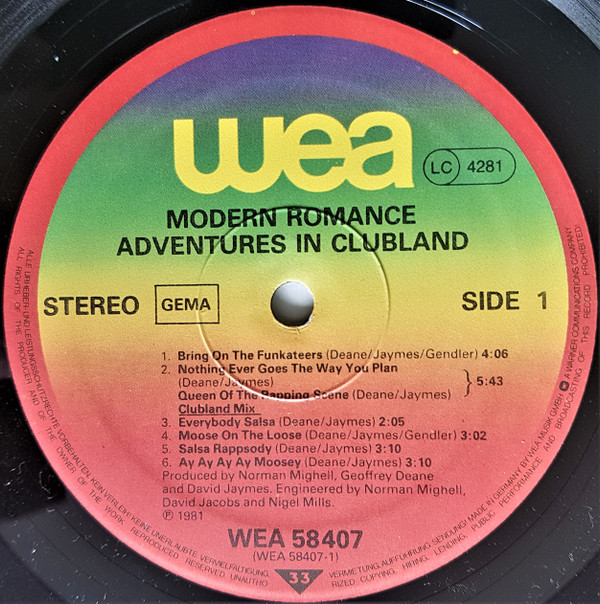 wea
LC 4281
MODERN ROMANCE
ADVENTURES IN CLUBLAND
STEREO GEMA SIDE 1
1. Bring On The Funkateers (Deane/Jaymes/Gendler) 4:06
2. Nothing Ever Goes The Way You Plan
(Deane/Jaymes)
Queen Of The Rapping Scene (Deane/Jaymes) } 5:43
Clubland Mix
3. Everybody Salsa (Deane/Jaymes) 2:05
4. Moose On The Loose (Deane/Jaymes/Gendler) 3:02
5. Salsa Rappsody (Deane/Jaymes) 3:10
6. Ay Ay Ay Ay Moosey (Deane/Jaymes) 3:10
Produced by Norman Mighell, Geoffrey Deane
and David Jaymes. Engineered by Norman Mighell,
David Jacobs and Nigel Mills.
℗ 1981
WEA 58407
(WEA 58407-1)
33
ALLE URHEBER UND LEISTUNGSSCHUTZRECHTE VORBEHALTEN. KEIN VERLEIH! KEINE UNERLAUBTE VERVIELFÄLTIGUNG, VERMIETUNG, AUFFÜHRUNG, SENDUNG! MADE IN GERMANY BY WEA MUSIK GMBH A WARNER COMMUNICATIONS COMPANY
ALL RIGHTS OF THE PRODUCER AND OF THE OWNER OF THE WORK REPRODUCED RESERVED. UNAUTHO RIZED COPYING, HIRING, LENDING, PUBLIC PERFORMANCE AND BROADCASTING OF THIS RECORD PROHIBITED!